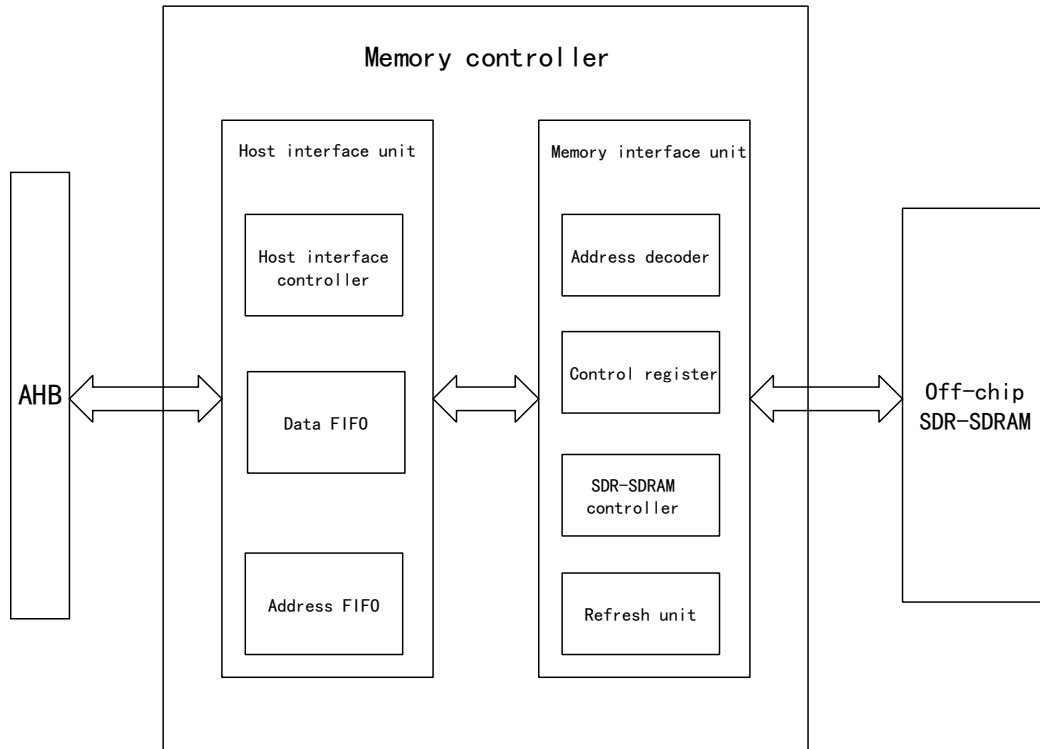 Memory controller
Host interface unit
Memory interface unit
Host interface
controller
Address decoder
AHB
Control register
Off-chip
SDR-SDRAM
Data FIFO
SDR-SDRAM
controller
Address FIFO
Refresh unit